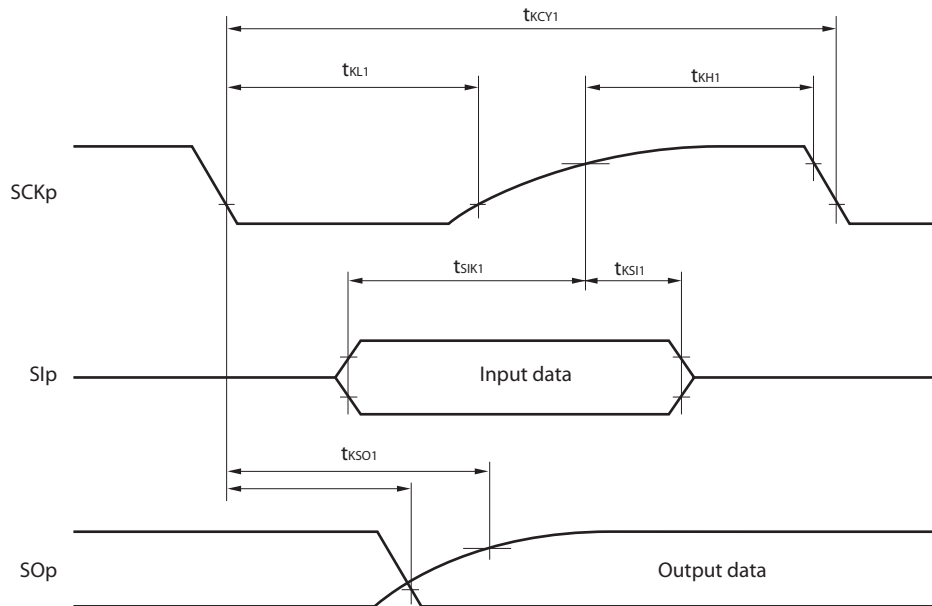 tKCY1
tKL1
tKH1
SCKp
tSIK1
tKSI1
SIp
Input data
tKSO1
SOp
Output data